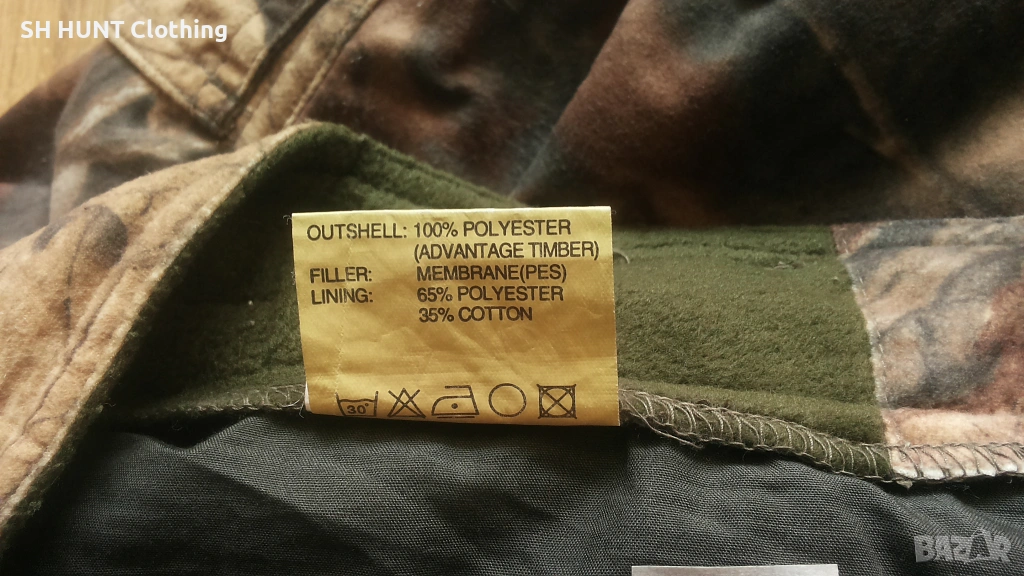 SH HUNT Clothing
OUTSHELL: 100% POLYESTER
(ADVANTAGE TIMBER)
FILLER: MEMBRANE(PES)
LINING: 65% POLYESTER
35% COTTON
30°
BAZAR